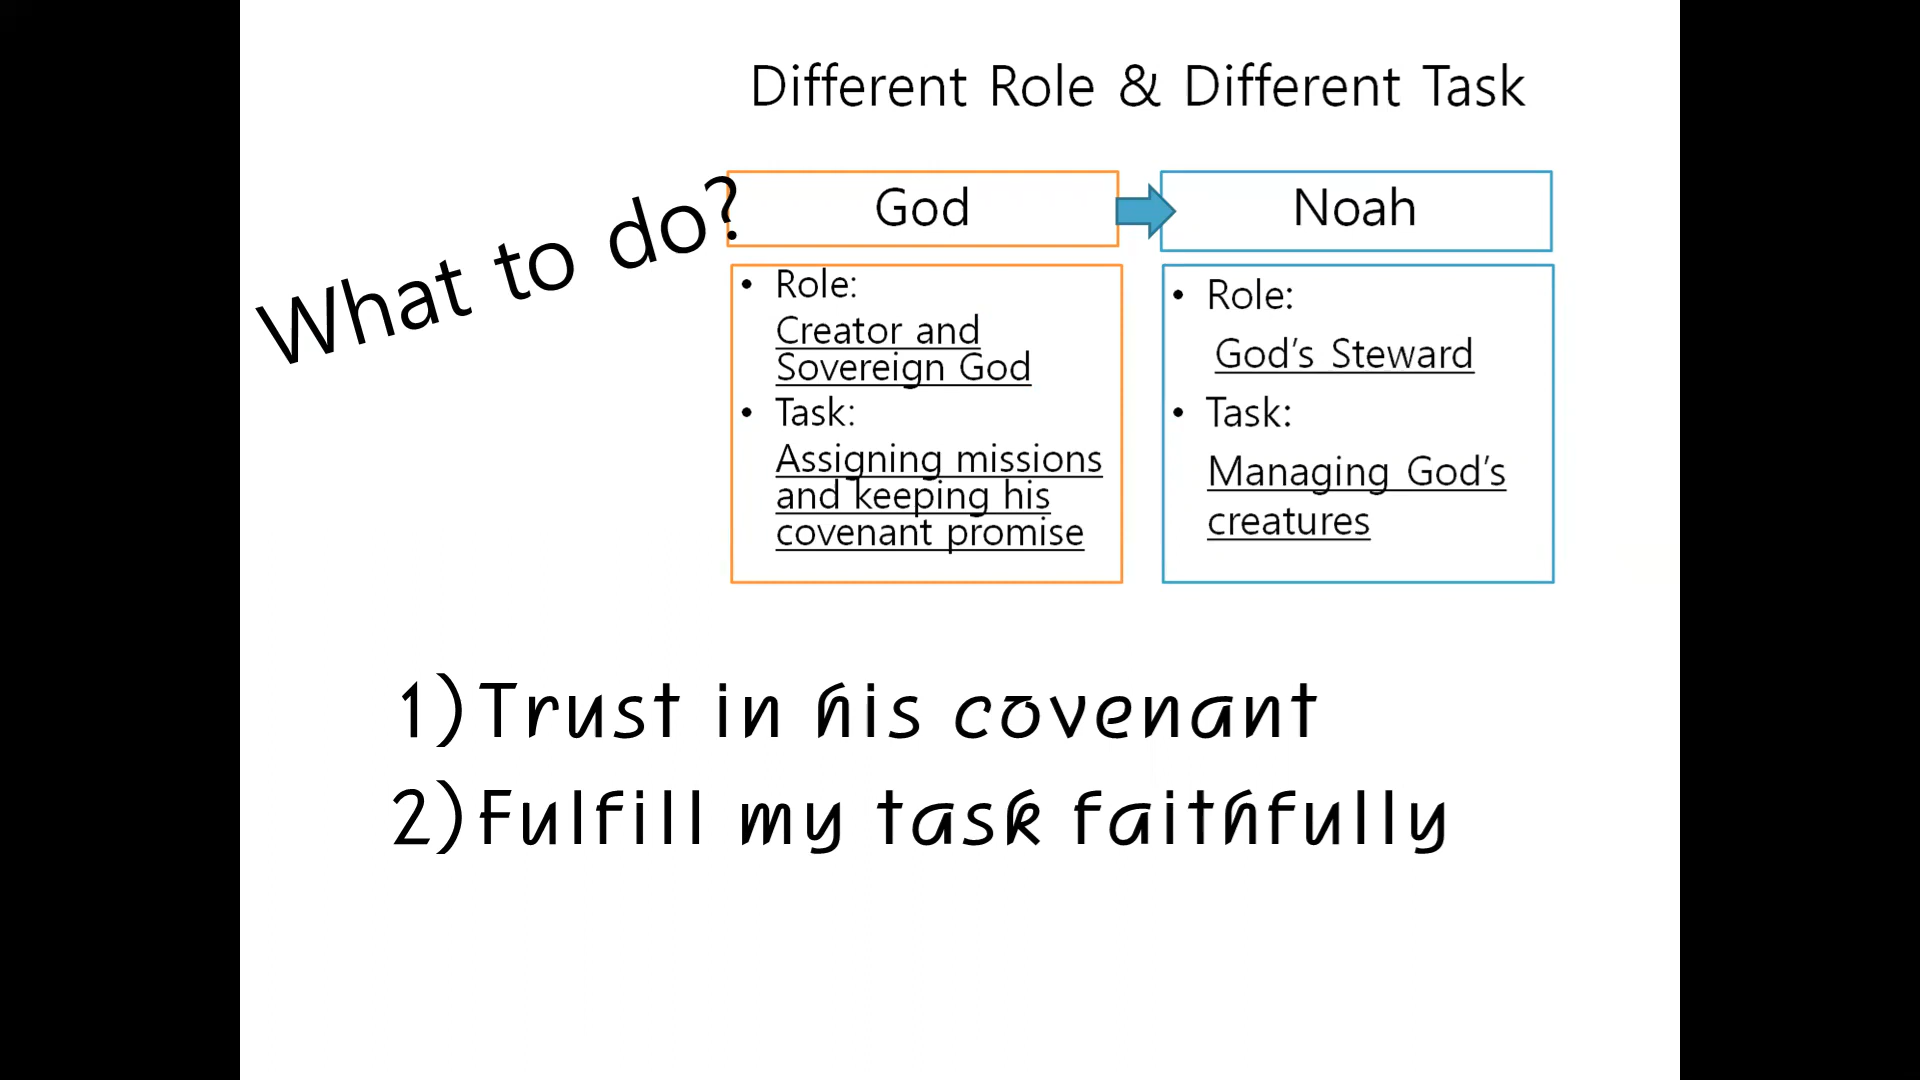 Different Role & Different Task
What to do?
God
Noah
• Role:
Creator and
Sovereign God
• Task:
Assigning missions
and keeping his
covenant promise
• Role:
God’s Steward
• Task:
Managing God’s
creatures
1) Trust in his covenant
2) Fulfill my task faithfully